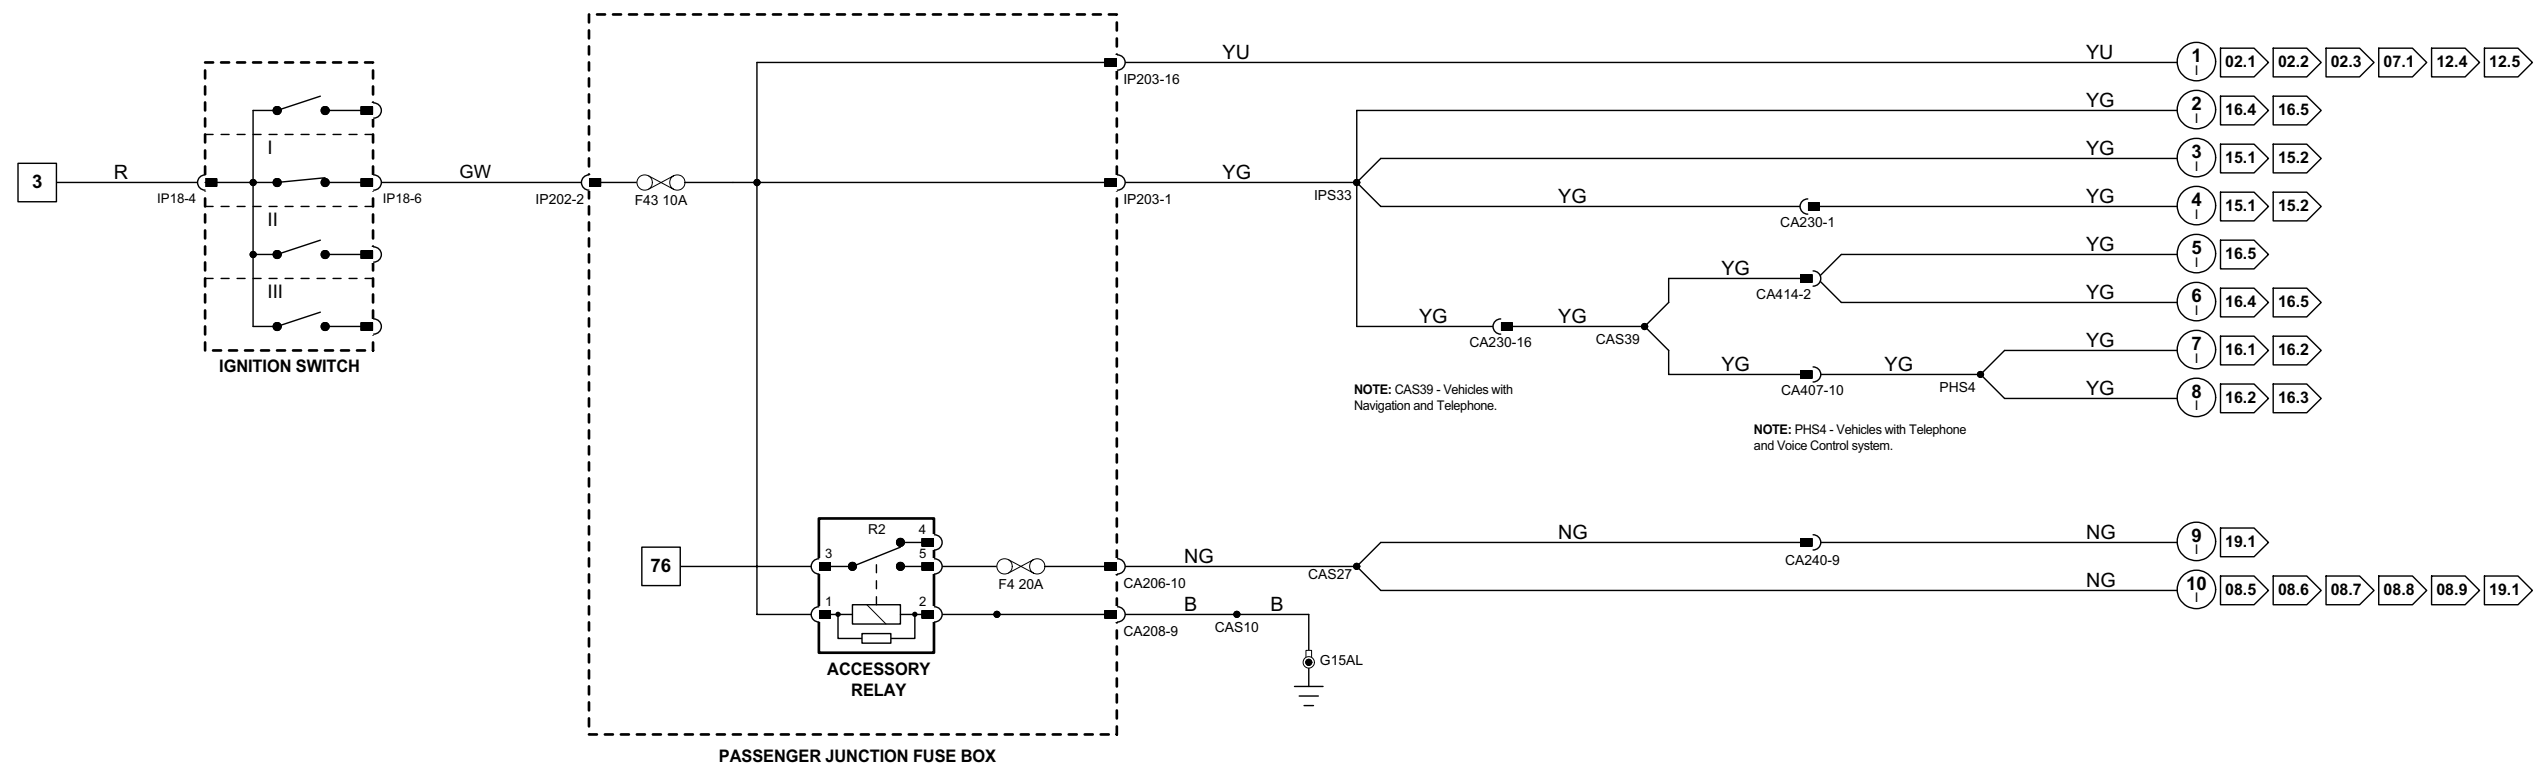 YU YU 1 I 02.1 02.2 02.3 07.1 12.4 12.5
IP203-16
YG 2 I 16.4 16.5
I
YG 3 I 15.1 15.2
3 R GW YG
IP18-4 IP18-6 IP202-2 F43 10A IP203-1 IPS33
YG YG 4 I 15.1 15.2
CA230-1
II
YG 5 I 16.5
YG
CA414-2
III
YG 6 I 16.4 16.5
YG YG
CA230-16 CAS39
IGNITION SWITCH
YG 7 I 16.1 16.2
YG YG
CA407-10 PHS4
YG 8 I 16.2 16.3
NOTE: CAS39 - Vehicles with
Navigation and Telephone.
NOTE: PHS4 - Vehicles with Telephone
and Voice Control system.
R2 4
NG NG 9 I 19.1
CA240-9
76 3 5 NG
F4 20A CA206-10 CAS27
NG 10 I 08.5 08.6 08.7 08.8 08.9 19.1
1 2 B B
CA208-9 CAS10
G15AL
ACCESSORY
RELAY
PASSENGER JUNCTION FUSE BOX